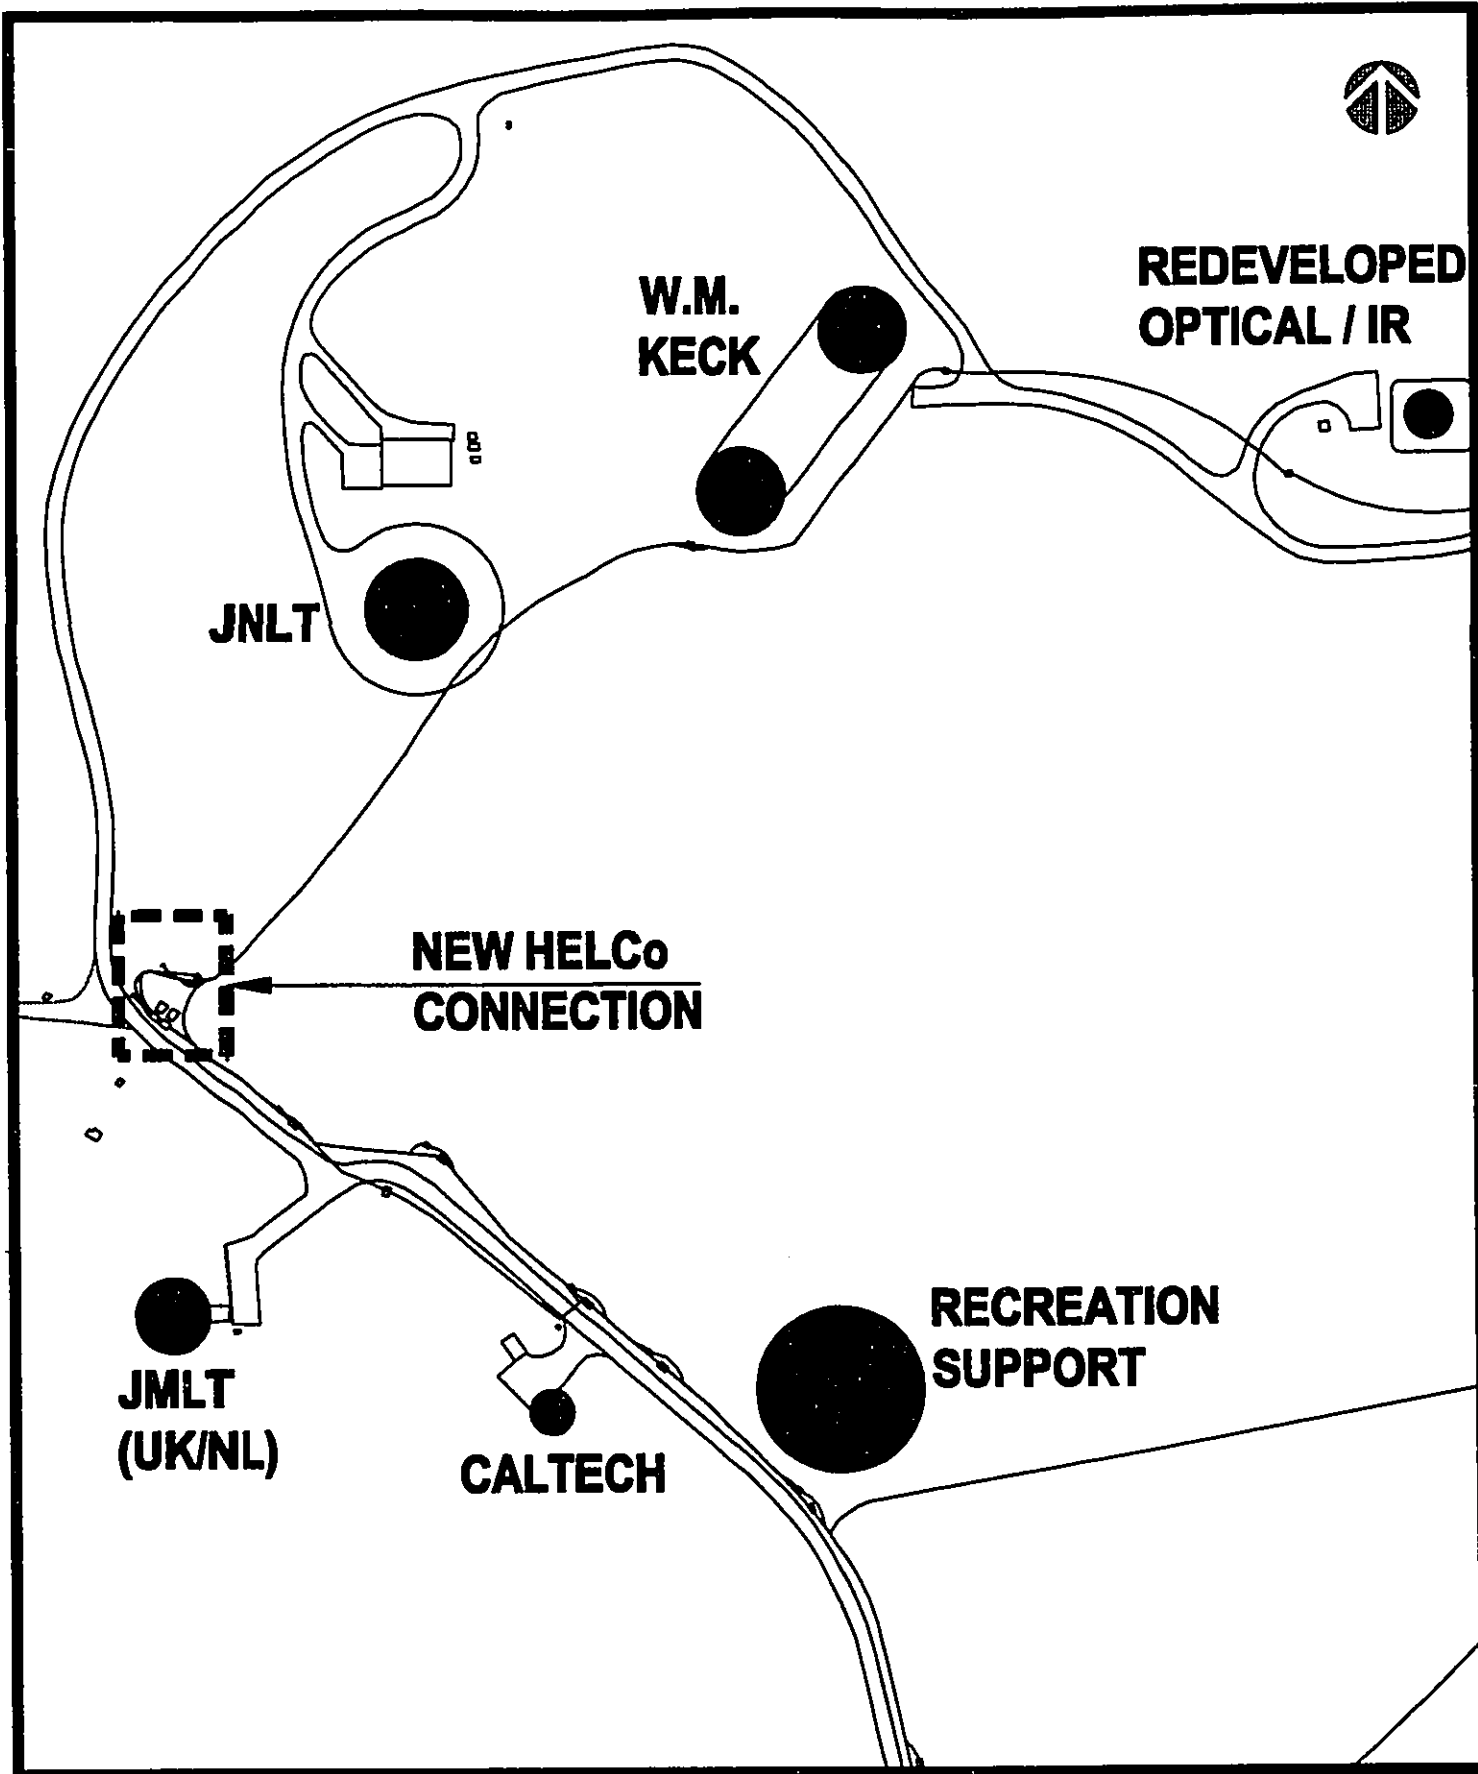 REDEVELOPED
OPTICAL / IR
W.M.
KECK
JNLT
NEW HELCo
CONNECTION
RECREATION
SUPPORT
JMLT
(UK/NL)
CALTECH